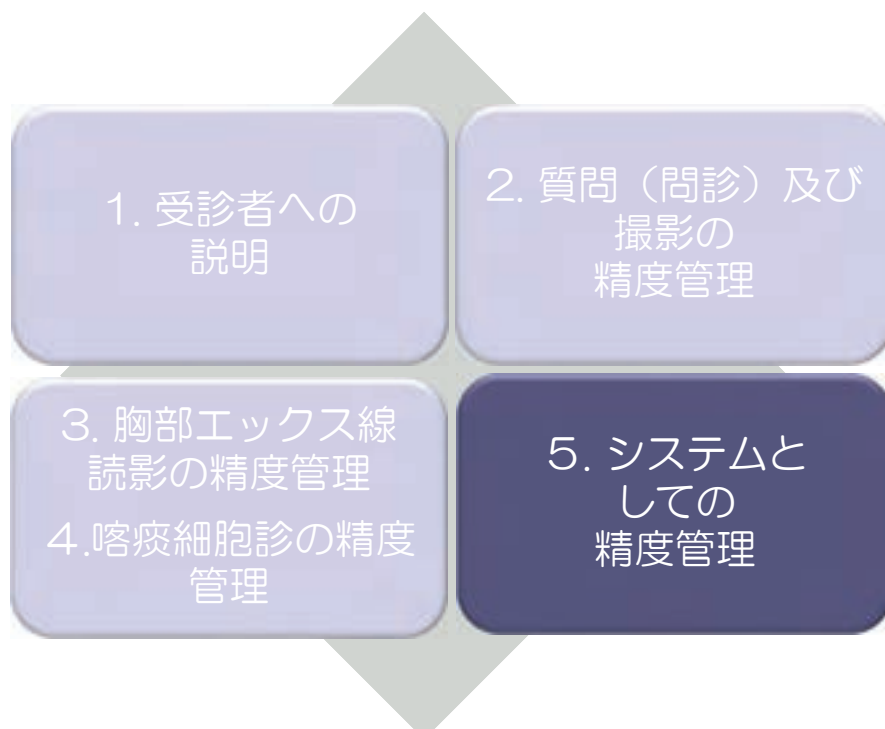 1. 受診者への
説明
2. 質問（問診）及び
撮影の
精度管理
3. 胸部エックス線
読影の精度管理
4.喀痰細胞診の精度
管理
5. システムと
しての
精度管理